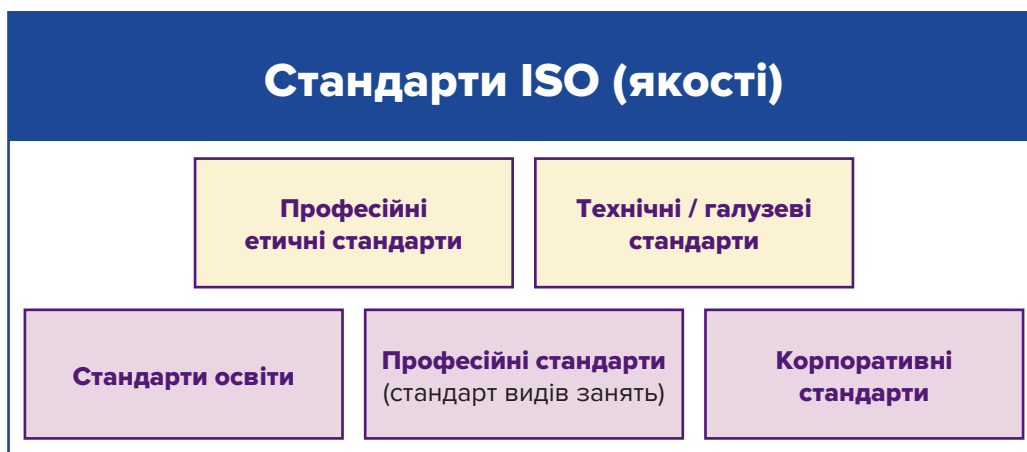 Стандарти ISO (якості)
Професійні
етичні стандарти
Технічні / галузеві
стандарти
Стандарти освіти
Професійні стандарти
(стандарт видів занять)
Корпоративні
стандарти